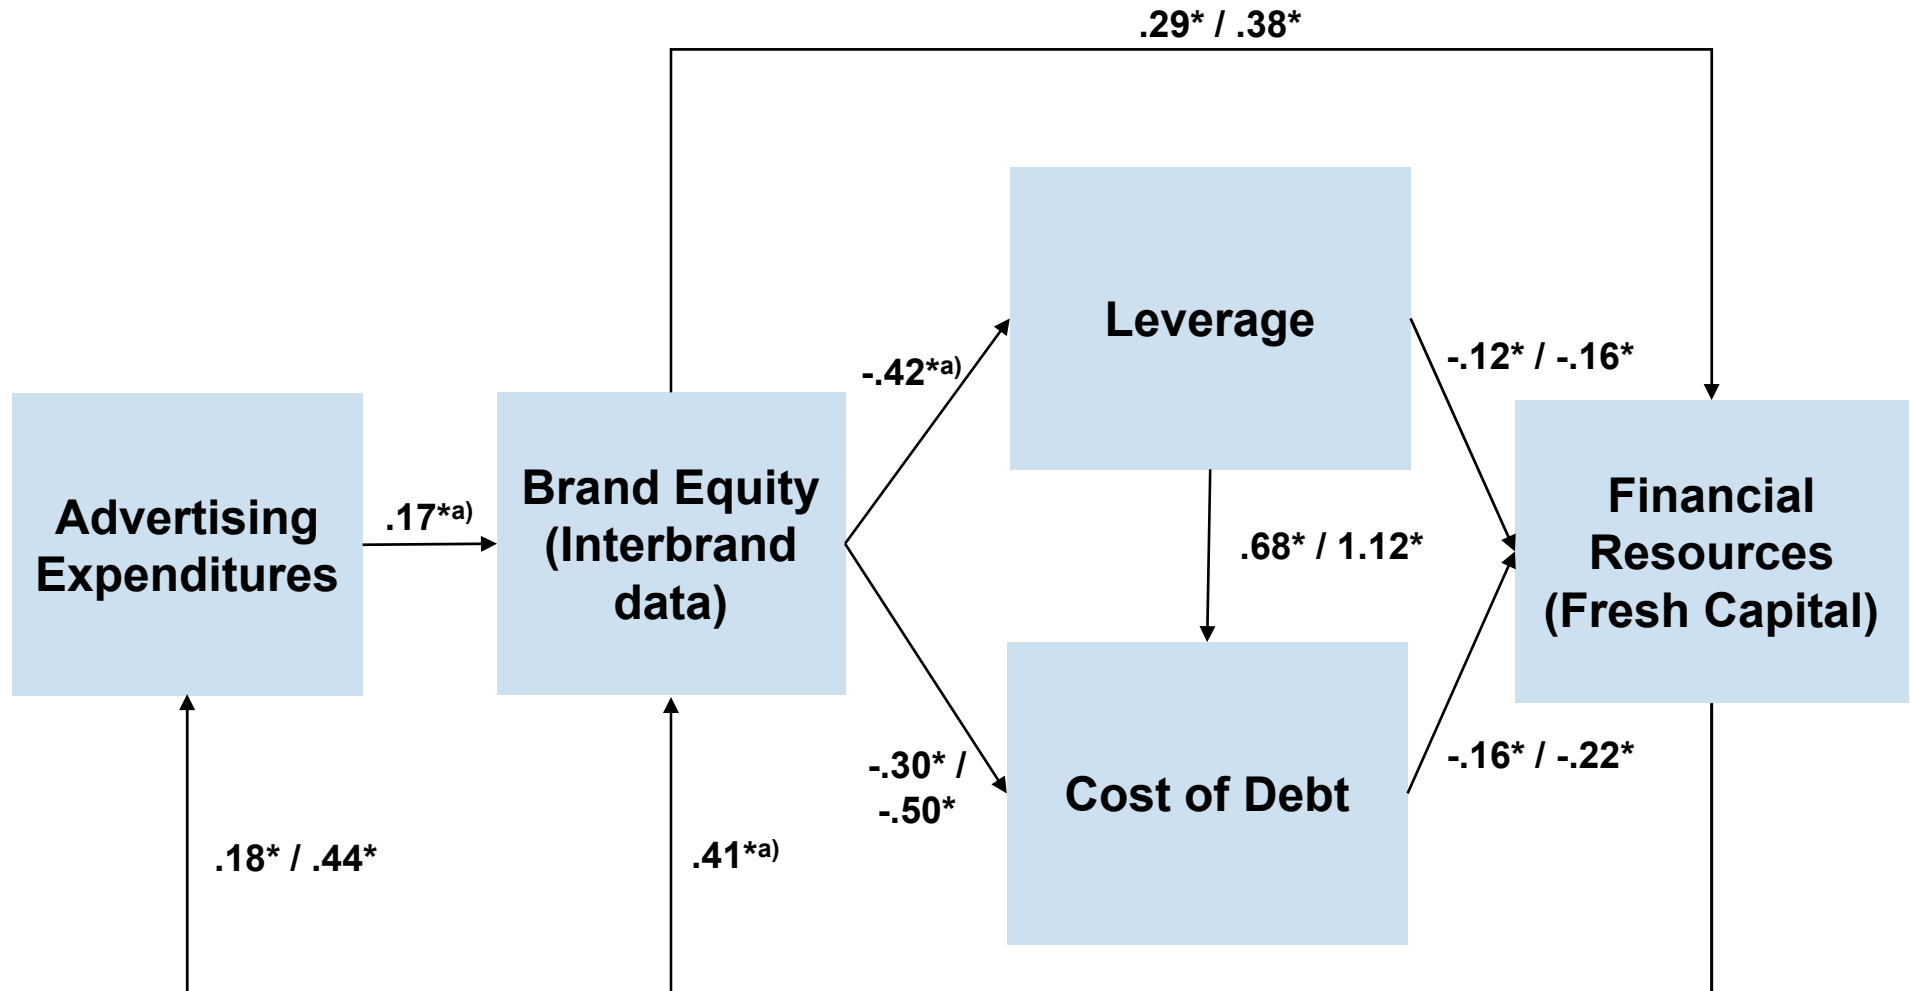 .29* / .38*
Leverage
-.42*a)
-.12* / -.16*
Advertising
Expenditures
.17*a)
Brand Equity
(Interbrand
data)
.68* / 1.12*
Financial
Resources
(Fresh Capital)
-.30* /
-.50*
Cost of Debt
-.16* / -.22*
.18* / .44*
.41*a)